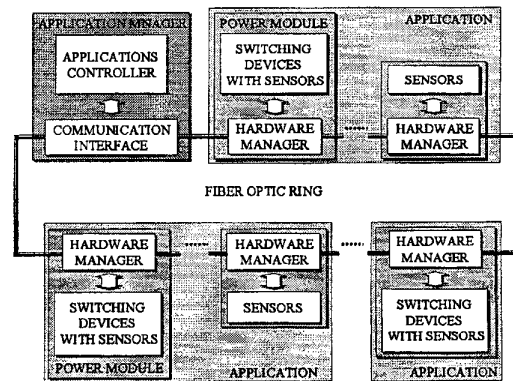 APPLICATION MNAGER
POWER MODULE
APPLICATION
APPLICATIONS
CONTROLLER
SWITCHING
DEVICES
WITH SENSORS
SENSORS
COMMUNICATION
INTERFACE
HARDWARE
MANAGER
HARDWARE
MANAGER
FIBER OPTIC RING
HARDWARE
MANAGER
HARDWARE
MANAGER
HARDWARE
MANAGER
SWITCHING
DEVICES
WITH SENSORS
SENSORS
SWITCHING
DEVICES
WITH SENSORS
POWER MODULE
APPLICATION
APPLICATION